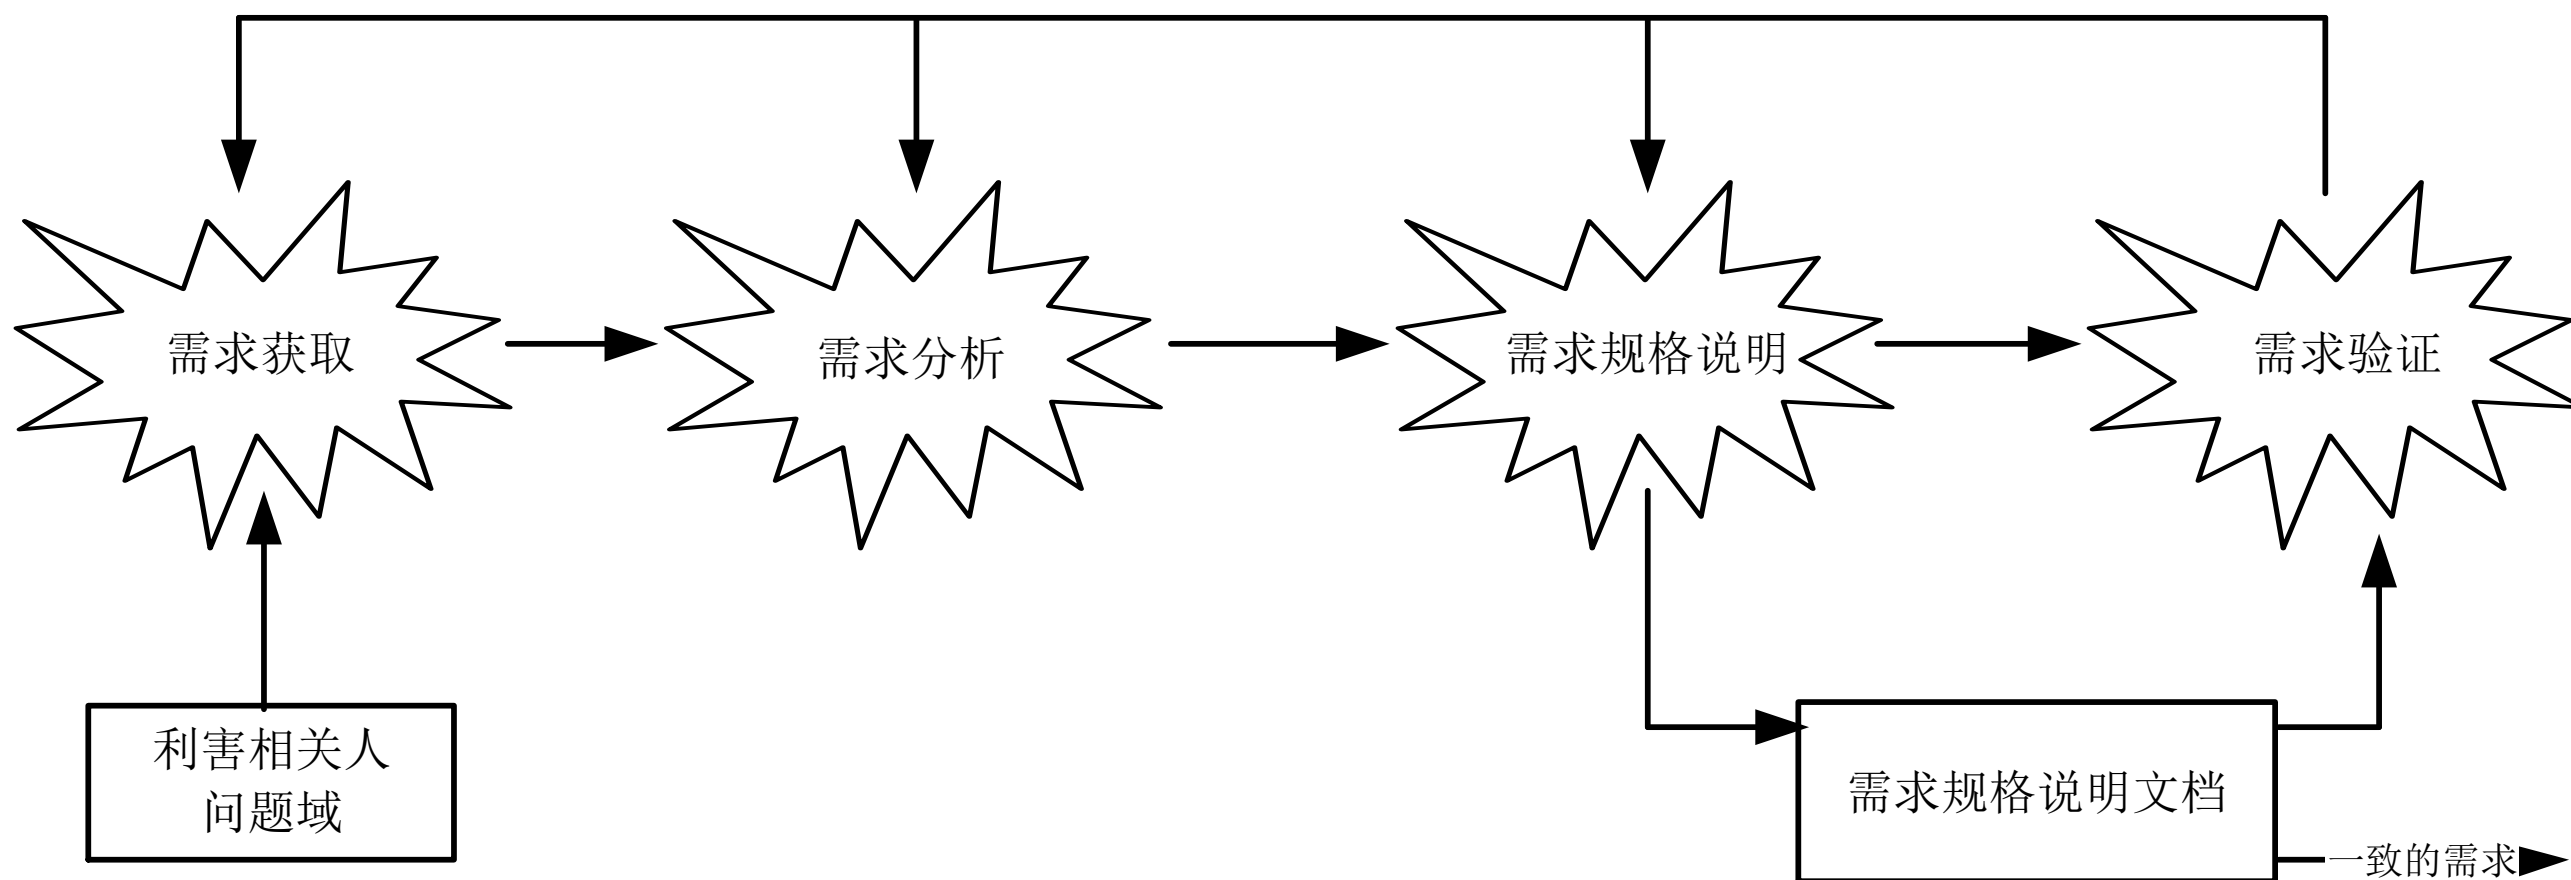 需求获取
需求分析
需求规格说明
需求验证
利害相关人
问题域
需求规格说明文档
一致的需求